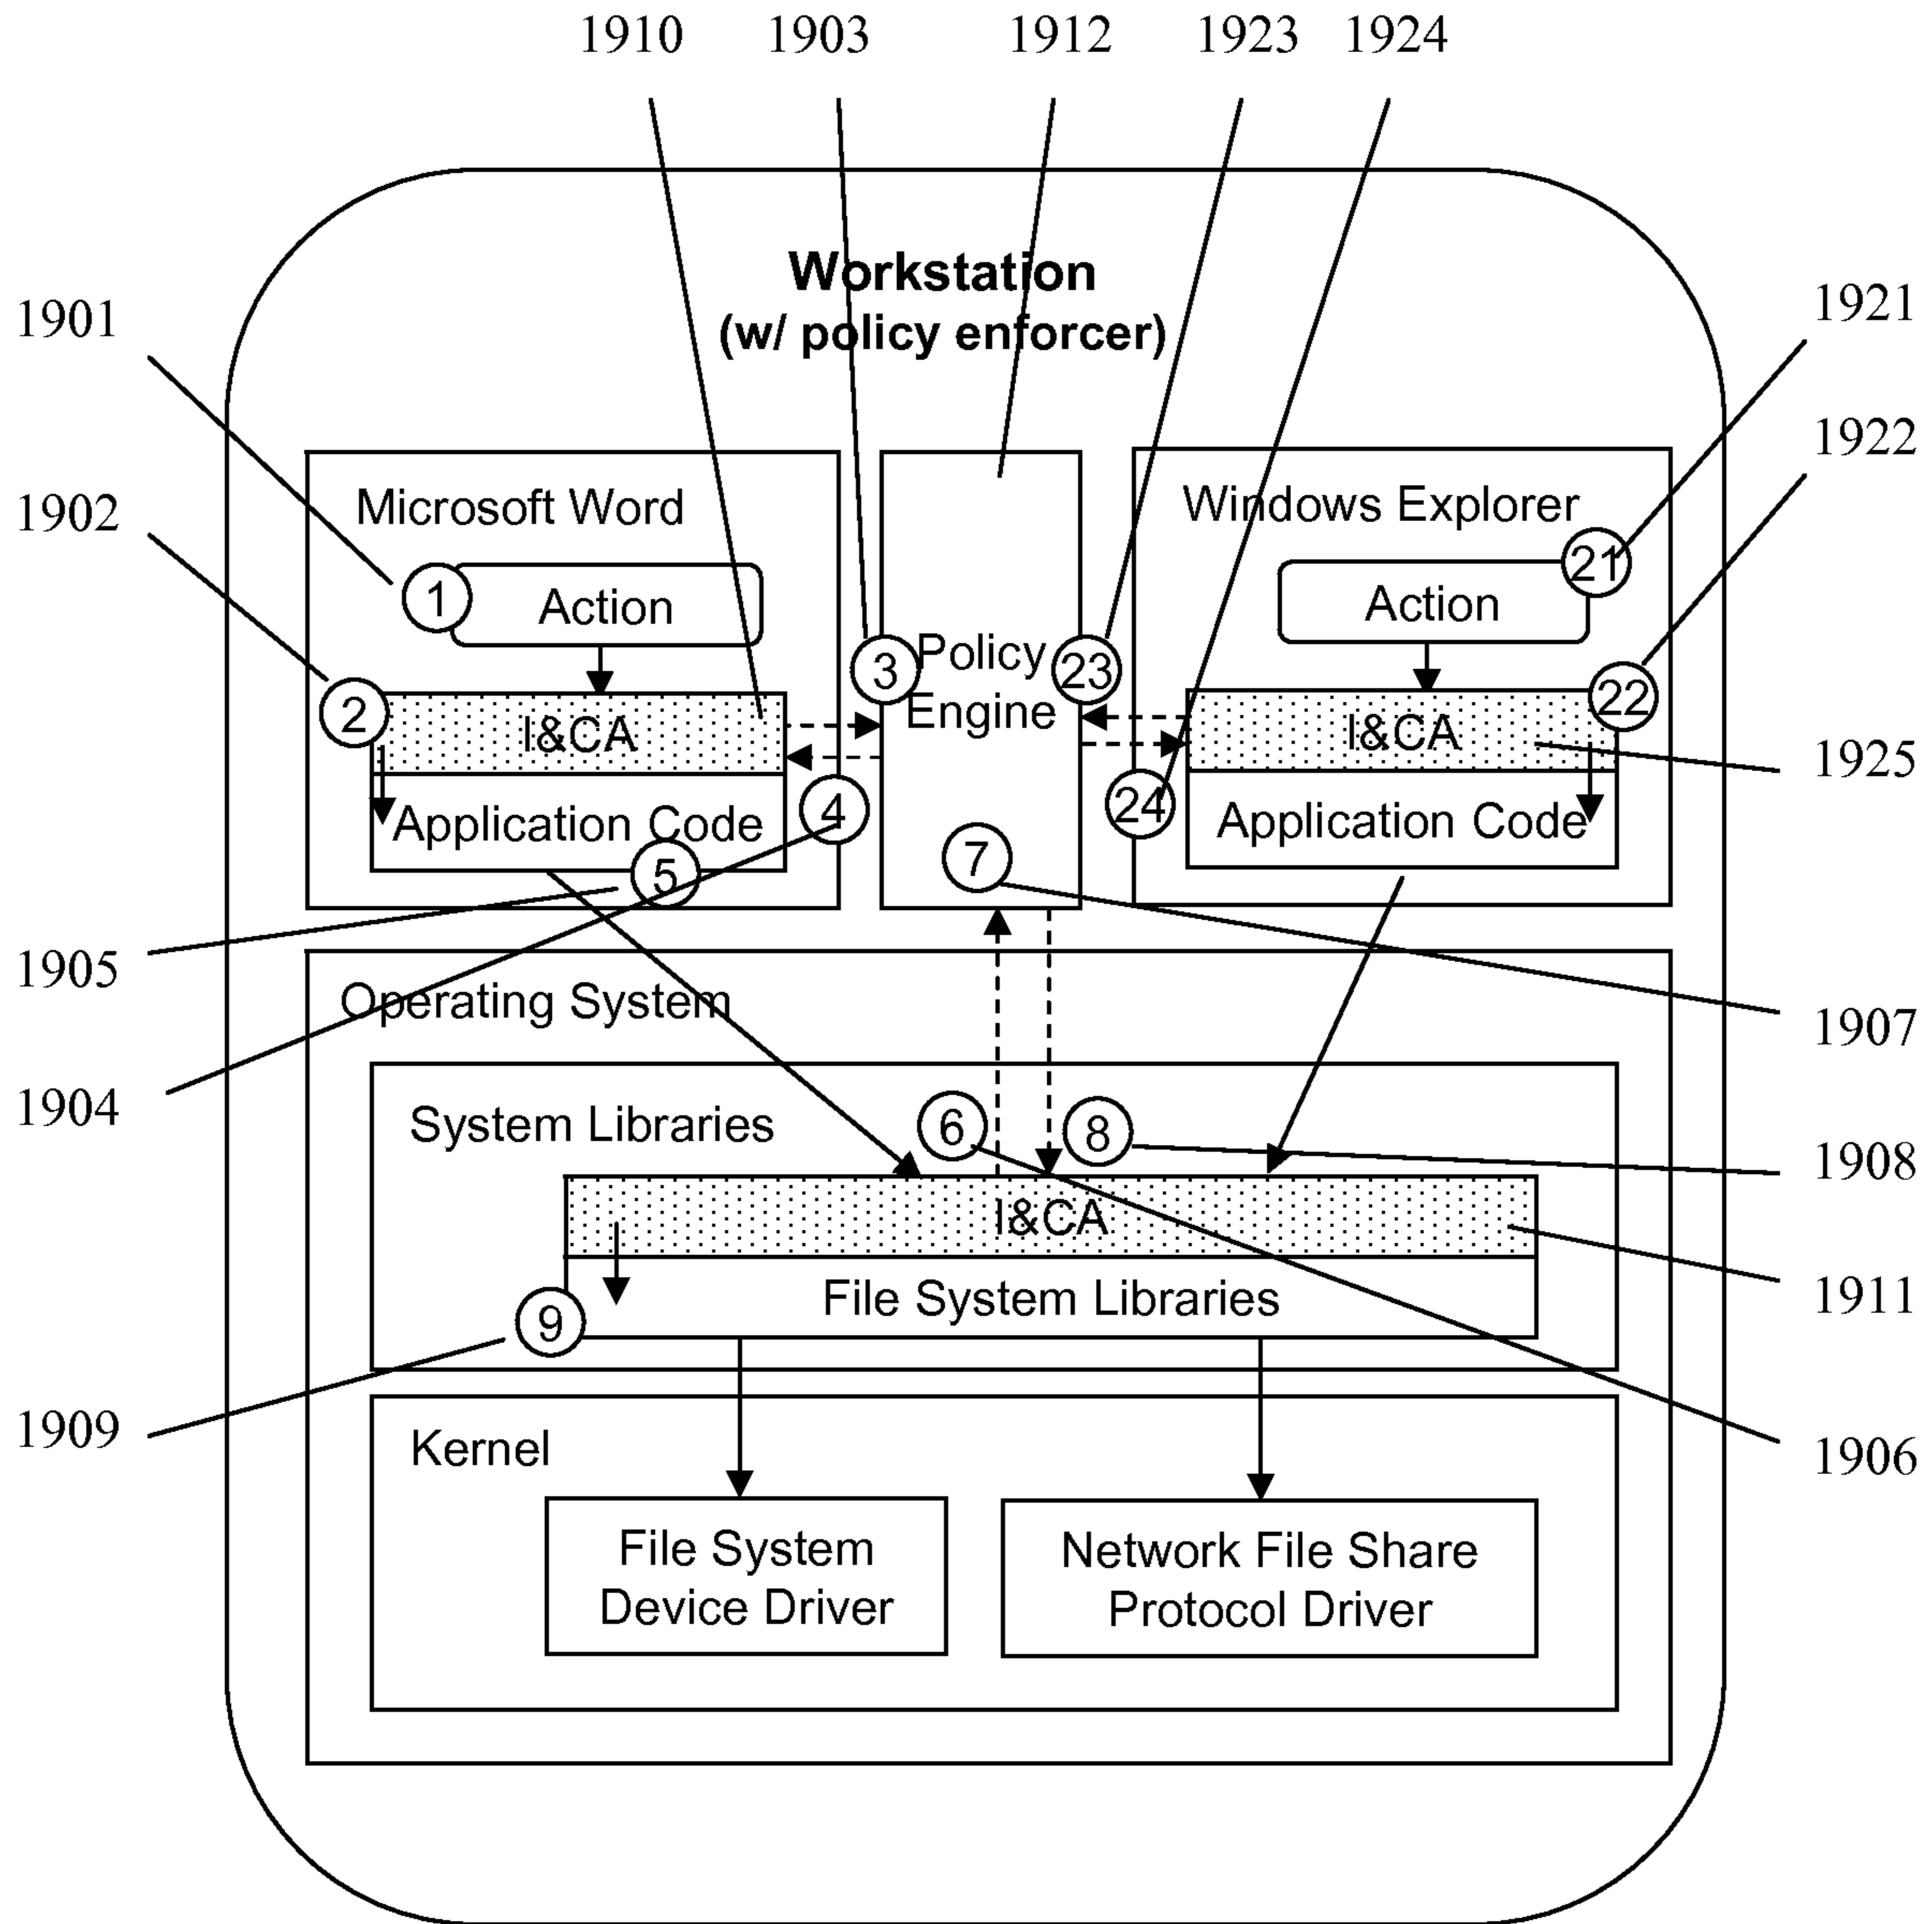 1910 1903 1912 1923 1924
Workstation
(w/ policy enforcer)
1901
1902
1921
1922
1925
Microsoft Word
1
Action
2
I&CA
Application Code
5
4
3
Policy
Engine
23
7
24
Windows Explorer
21
Action
22
I&CA
Application Code
1905
1904
1907
Operating System
System Libraries
6
8
1908
I&CA
1911
File System Libraries
9
1909
1906
Kernel
File System
Device Driver
Network File Share
Protocol Driver